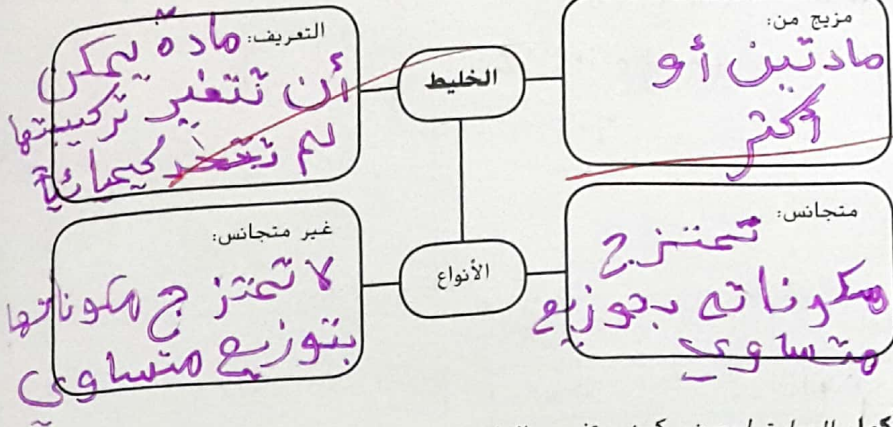 مزيج من:
مادتين أو
أكثر
الخليط
التعريف: مادة يمكن
أن تتغير تركيبتها
لم تتحد كيميائياً
متجانس:
تمتزج
مكوناته بتوزيع
متساوي
الأنواع
غير متجانس:
لا تمتزج مكوناتها
بتوزيع متساوي